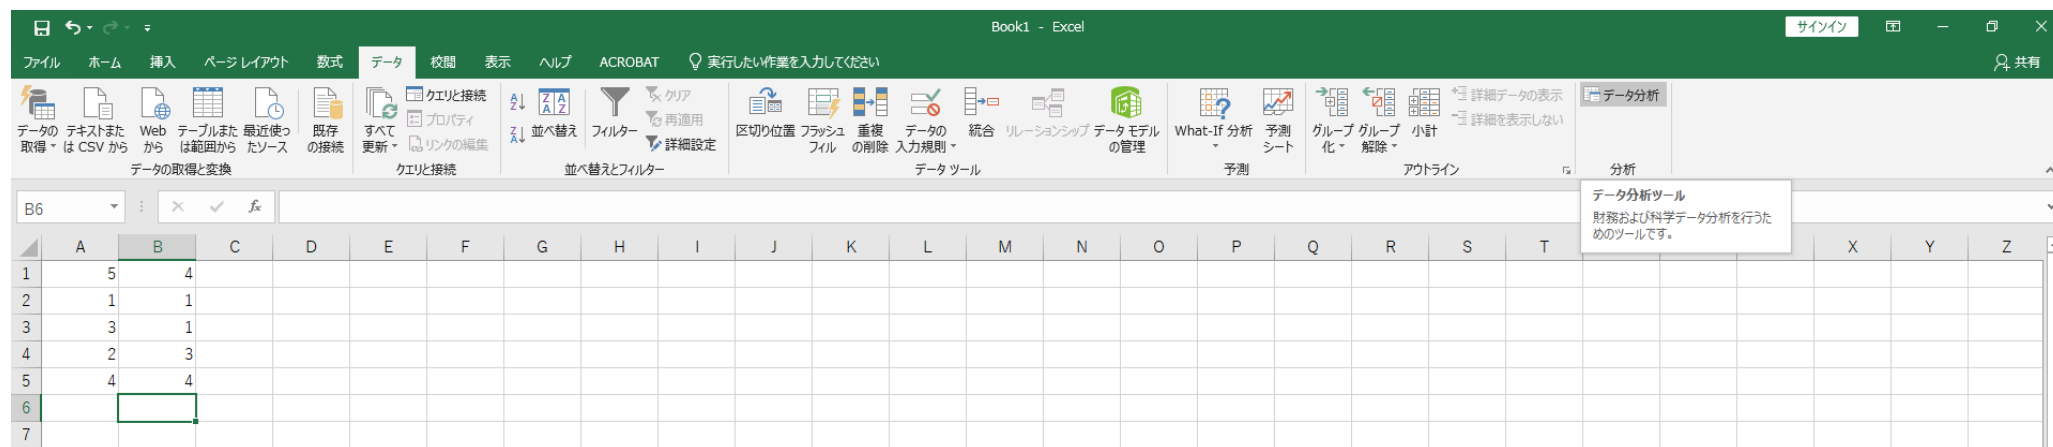 Book1 - Excel
サインイン
ファイル ホーム 挿入 ページ レイアウト 数式 データ 校閲 表示 ヘルプ ACROBAT 実行したい作業を入力してください 共有
データの取得
テキストまたは CSV から
Web から
テーブルまたは範囲から
最近使ったソース
既存の接続
データの取得と変換
すべて更新
クエリと接続
プロパティ
リンクの編集
クエリと接続
並べ替え
フィルター
クリア
再適用
詳細設定
並べ替えとフィルター
区切り位置
フラッシュ フィル
重複の削除
データの入力規則
統合
リレーションシップ
データ モデルの管理
データ ツール
What-If 分析
予測シート
予測
グループ化
グループ解除
小計
詳細データの表示
詳細を表示しない
アウトライン
データ分析
分析
データ分析ツール
財務および科学データ分析を行うた
めのツールです。
B6 fx
A B C D E F G H I J K L M N O P Q R S T X Y Z
1 5 4
2 1 1
3 3 1
4 2 3
5 4 4
6
7